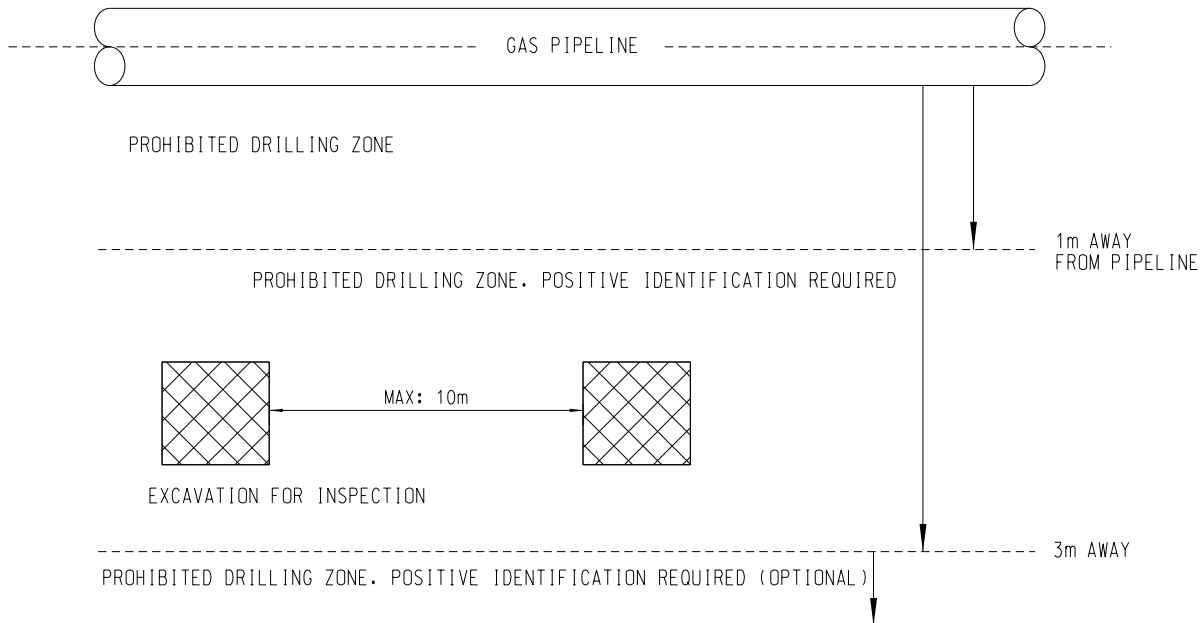 GAS PIPELINE
PROHIBITED DRILLING ZONE
1m AWAY
FROM PIPELINE
PROHIBITED DRILLING ZONE. POSITIVE IDENTIFICATION REQUIRED
MAX: 10m
EXCAVATION FOR INSPECTION
3m AWAY
PROHIBITED DRILLING ZONE. POSITIVE IDENTIFICATION REQUIRED (OPTIONAL)